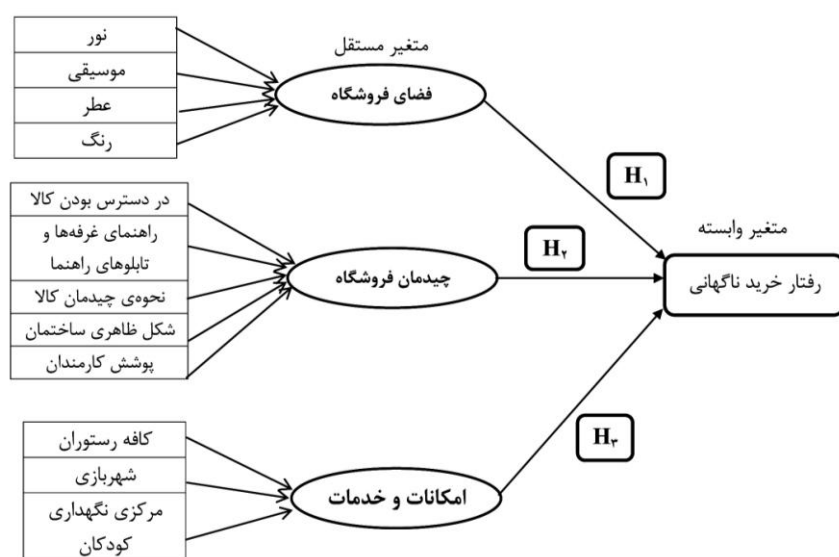 متغیر مستقل
نور
موسیقی
عطر
رنگ
فضای فروشگاه
H۱
در دسترس بودن کالا
راهنمای غرفه‌ها و
تابلوهای راهنما
نحوه‌ی چیدمان کالا
شکل ظاهری ساختمان
پوشش کارمندان
چیدمان فروشگاه
H۲
متغیر وابسته
رفتار خرید ناگهانی
کافه رستوران
شهربازی
مرکزی نگهداری
کودکان
امکانات و خدمات
H۳